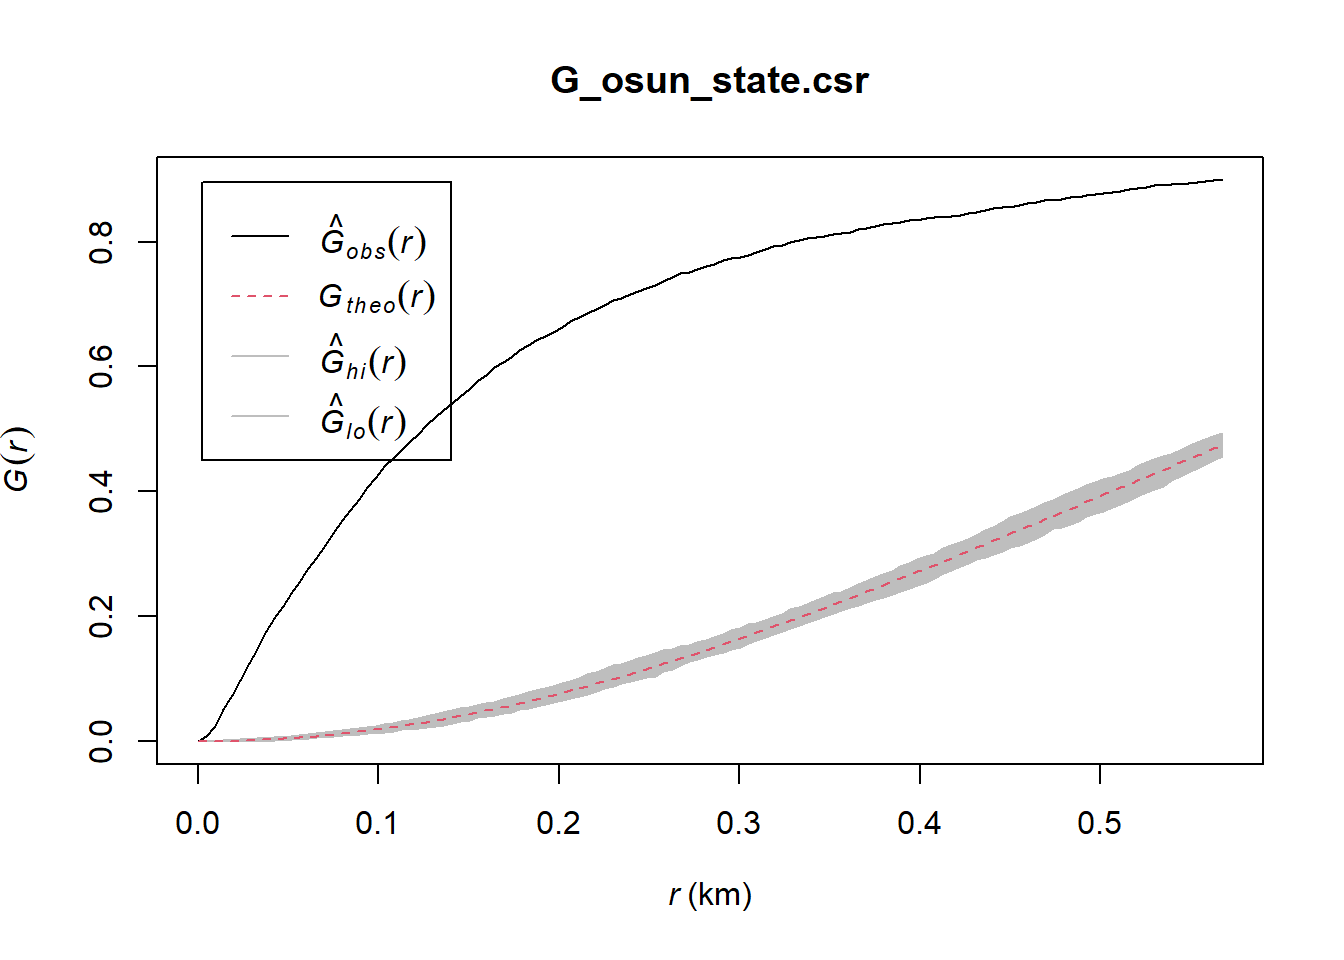 G_osun_state.csr
Ĝobs(r)
Gtheo(r)
Ĝhi(r)
Ĝlo(r)
G(r)
0.8
0.6
0.4
0.2
0.0
0.0 0.1 0.2 0.3 0.4 0.5
r (km)